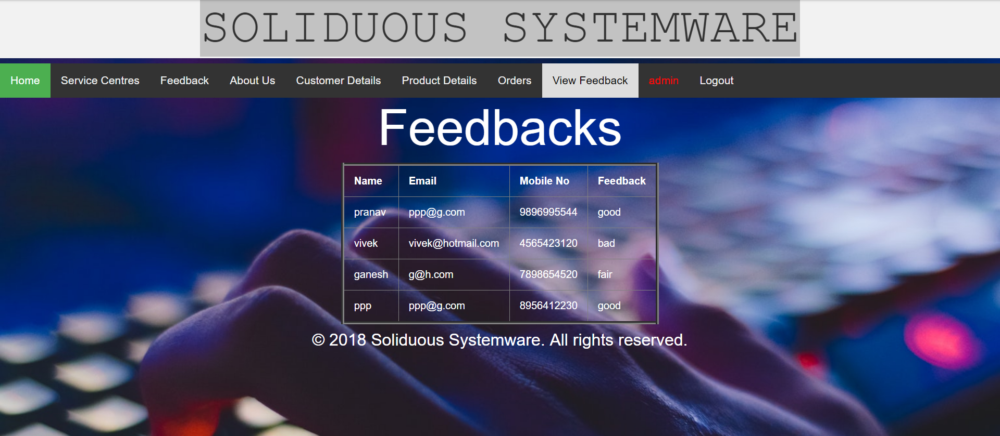 SOLIDUOUS SYSTEMWARE
Home Service Centres Feedback About Us Customer Details Product Details Orders View Feedback admin Logout
Feedbacks
Name Email Mobile No Feedback
pranav ppp@g.com 9896995544 good
vivek vivek@hotmail.com 4565423120 bad
ganesh g@h.com 7898654520 fair
ppp ppp@g.com 8956412230 good
© 2018 Soliduous Systemware. All rights reserved.